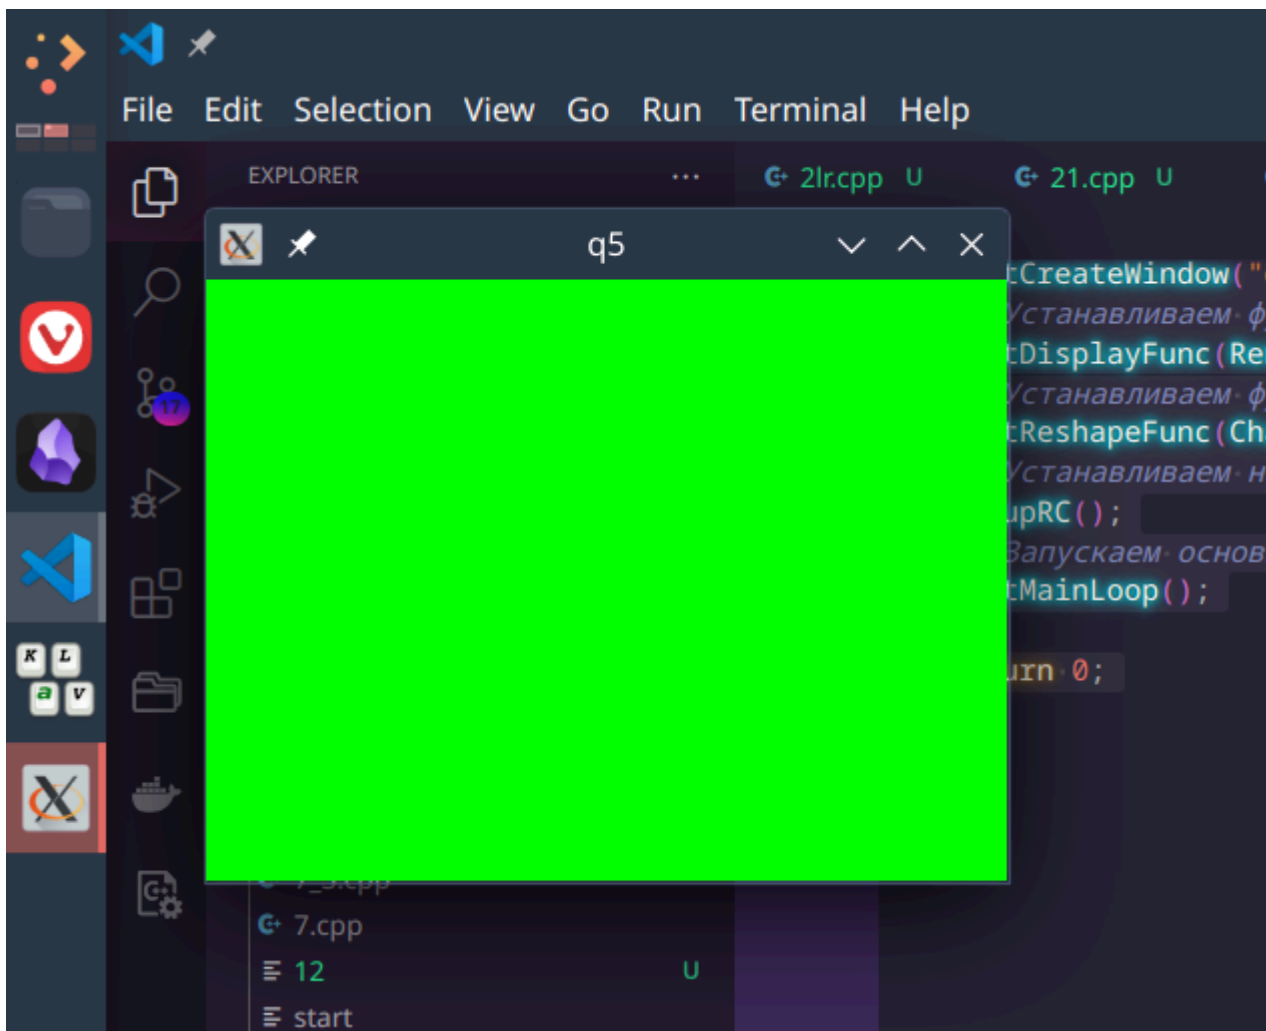 File Edit Selection View Go Run Terminal Help
EXPLORER ... 2lr.cpp U 21.cpp U
q5
tCreateWindow("
Устанавливаем ф
tDisplayFunc(Re
17
Устанавливаем ф
tReshapeFunc(Ch
Устанавливаем н
upRC();
Запускаем основ
tMainLoop();
K L
a v
urn 0;
7.cpp
12 U
start